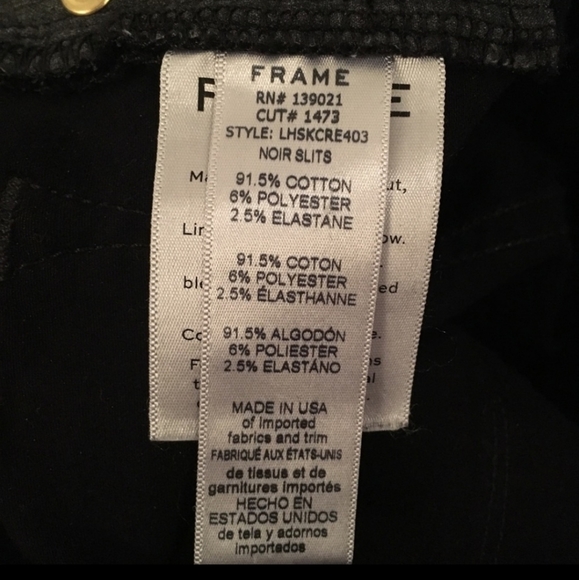 FRAME
RN# 139021
CUT# 1473
STYLE: LHSKCRE403
NOIR SLITS
91.5% COTTON
6% POLYESTER
2.5% ELASTANE
91.5% COTON
6% POLYESTER
2.5% ÉLASTHANNE
91.5% ALGODÓN
6% POLIESTER
2.5% ELASTÁNO
MADE IN USA
of imported
fabrics and trim
FABRIQUÉ AUX ÉTATS-UNIS
de tissus et de
garnitures importés
HECHO EN
ESTADOS UNIDOS
de tela y adornos
importados